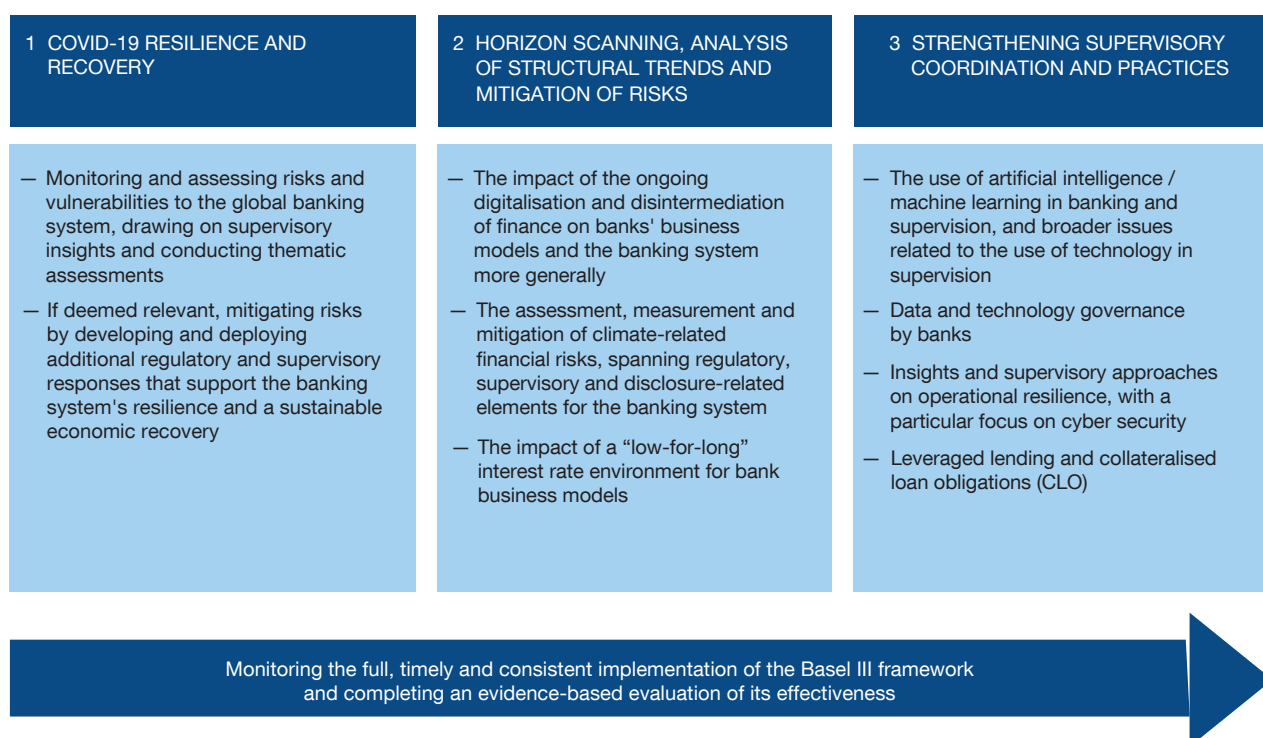 1 COVID-19 RESILIENCE AND
RECOVERY
— Monitoring and assessing risks and
vulnerabilities to the global banking
system, drawing on supervisory
insights and conducting thematic
assessments
— If deemed relevant, mitigating risks
by developing and deploying
additional regulatory and supervisory
responses that support the banking
system's resilience and a sustainable
economic recovery
2 HORIZON SCANNING, ANALYSIS
OF STRUCTURAL TRENDS AND
MITIGATION OF RISKS
— The impact of the ongoing
digitalisation and disintermediation
of finance on banks' business
models and the banking system
more generally
— The assessment, measurement and
mitigation of climate-related
financial risks, spanning regulatory,
supervisory and disclosure-related
elements for the banking system
— The impact of a “low-for-long”
interest rate environment for bank
business models
3 STRENGTHENING SUPERVISORY
COORDINATION AND PRACTICES
— The use of artificial intelligence /
machine learning in banking and
supervision, and broader issues
related to the use of technology in
supervision
— Data and technology governance
by banks
— Insights and supervisory approaches
on operational resilience, with a
particular focus on cyber security
— Leveraged lending and collateralised
loan obligations (CLO)
Monitoring the full, timely and consistent implementation of the Basel III framework
and completing an evidence-based evaluation of its effectiveness